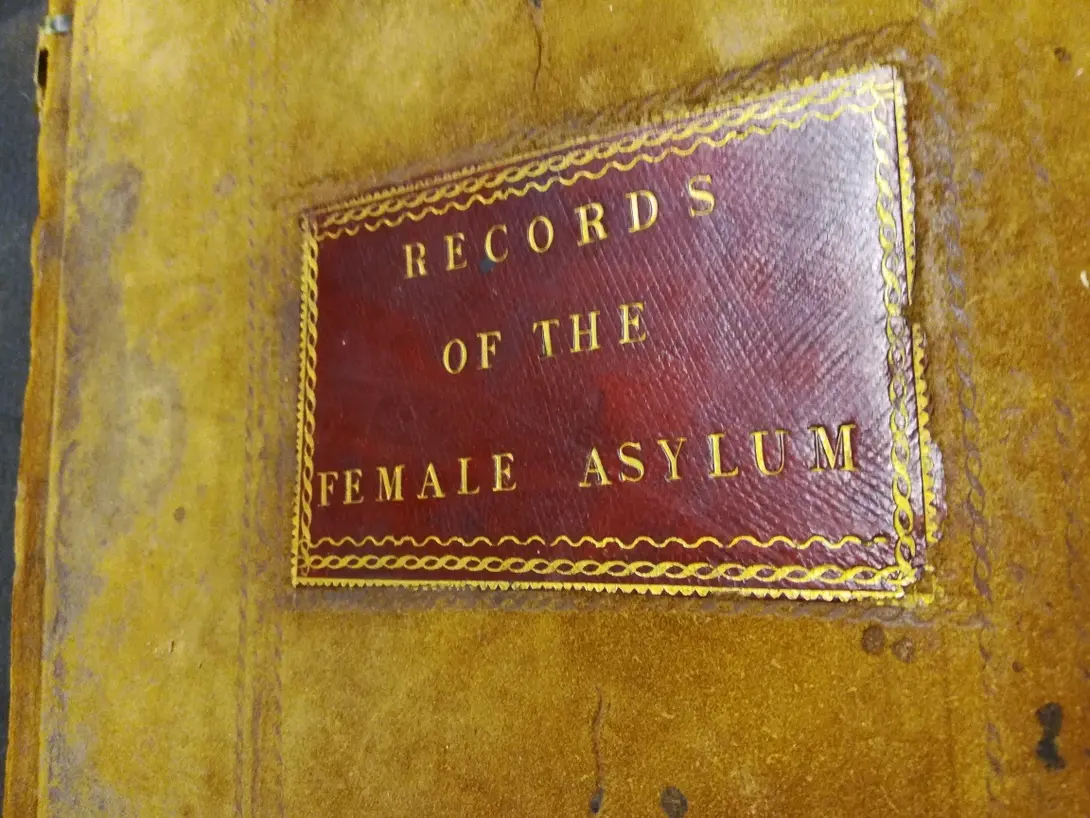 RECORDS
OF THE
FEMALE ASYLUM